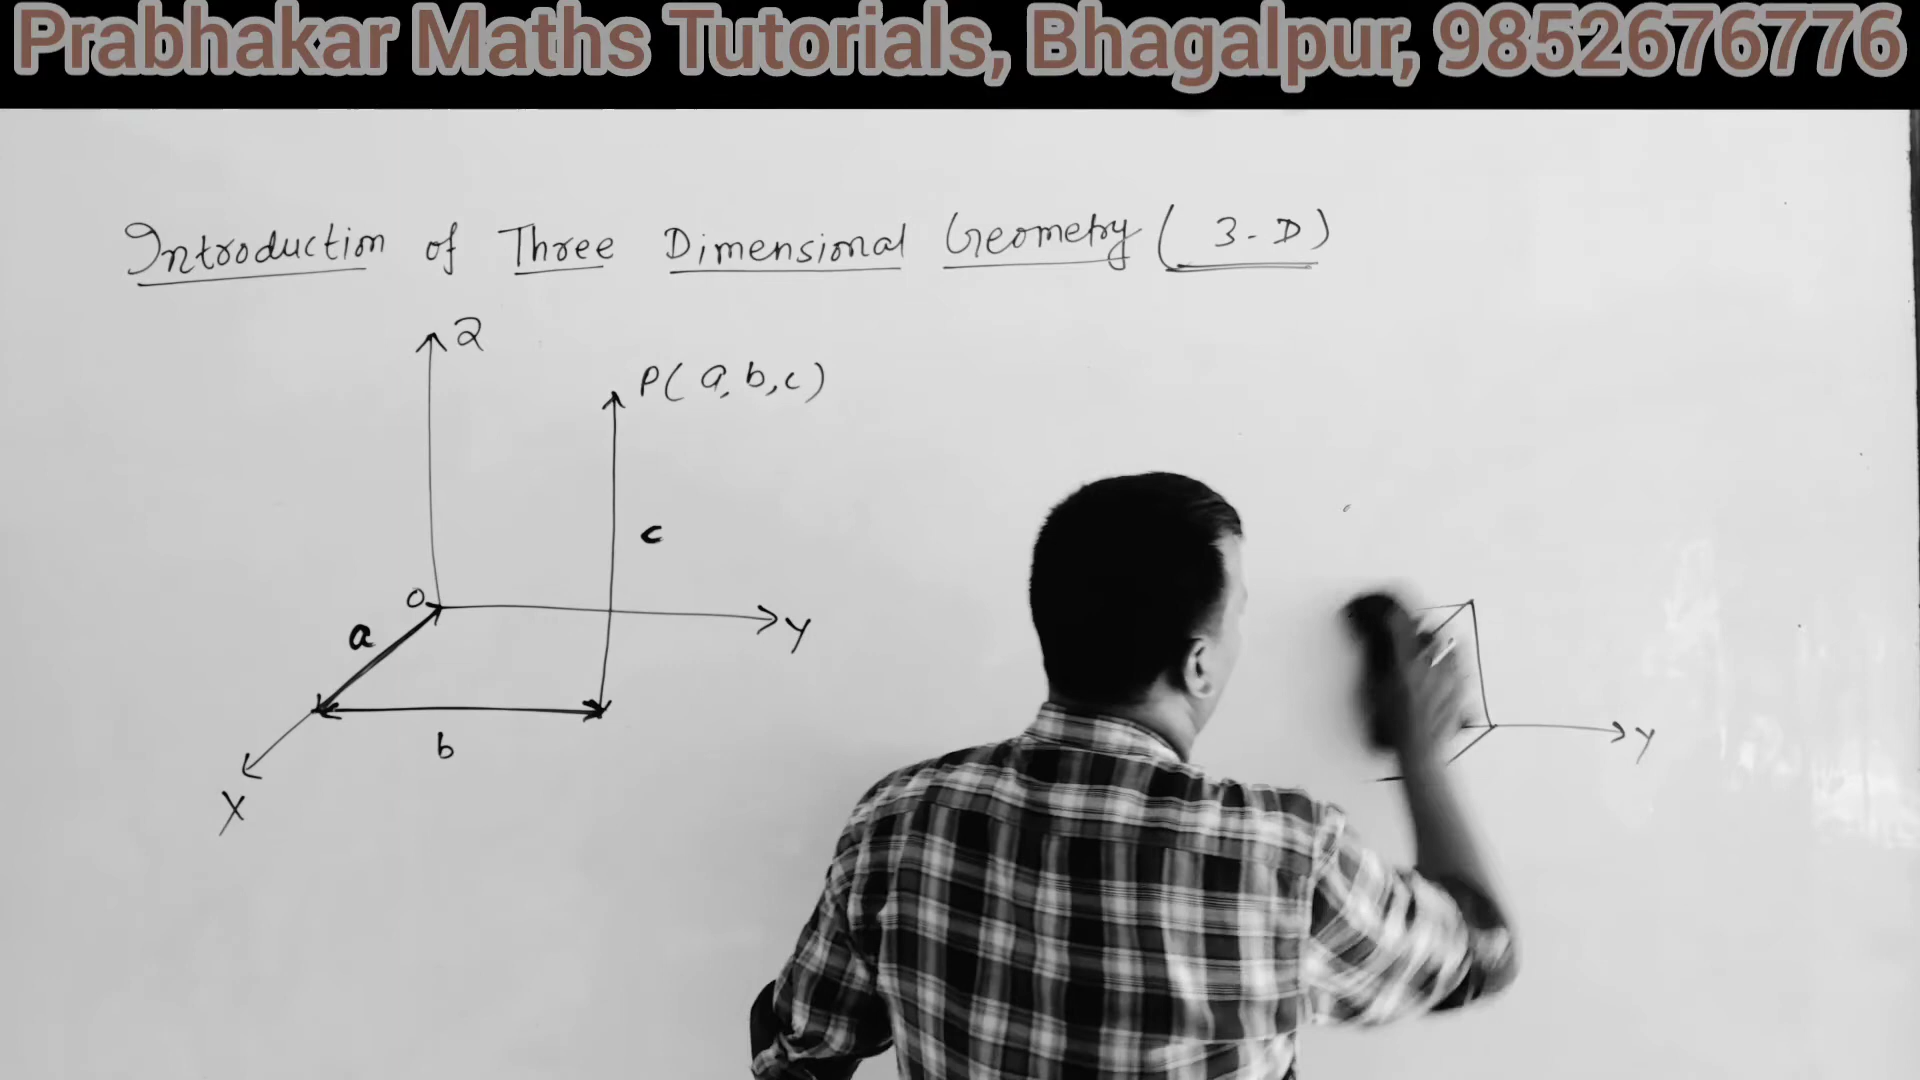 Prabhakar Maths Tutorials, Bhagalpur, 9852676776
Introduction of Three Dimensional Geometry ( 3-D )
Z
P( a, b, c )
c
O
a
Y
b
X
Y